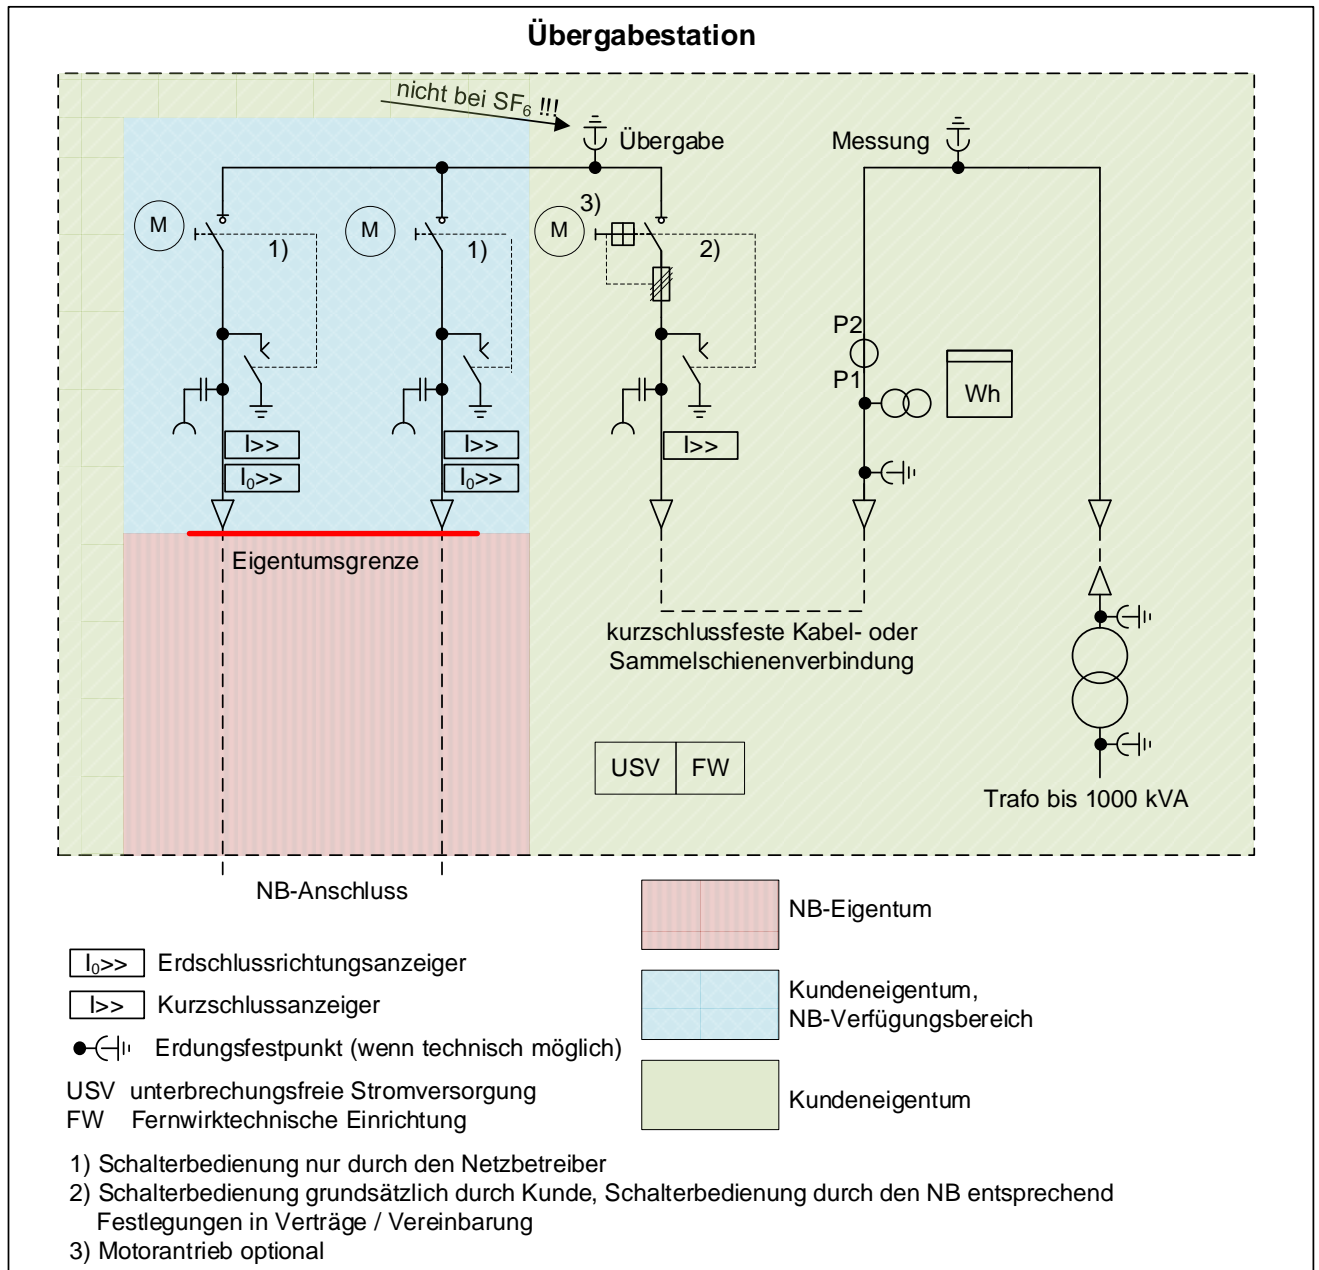 Übergabestation
nicht bei SF₆ !!!
Übergabe
Messung
M
1)
M
1)
3)
M
2)
P2
P1
Wh
I>>
I₀>>
I>>
I₀>>
I>>
Eigentumsgrenze
kurzschlussfeste Kabel- oder
Sammelschienenverbindung
USV
FW
Trafo bis 1000 kVA
NB-Anschluss
NB-Eigentum
I₀>> Erdschlussrichtungsanzeiger
I>> Kurzschlussanzeiger
Kundeneigentum,
NB-Verfügungsbereich
Erdungsfestpunkt (wenn technisch möglich)
USV unterbrechungsfreie Stromversorgung
FW Fernwirktechnische Einrichtung
Kundeneigentum
1) Schalterbedienung nur durch den Netzbetreiber
2) Schalterbedienung grundsätzlich durch Kunde, Schalterbedienung durch den NB entsprechend
Festlegungen in Verträge / Vereinbarung
3) Motorantrieb optional